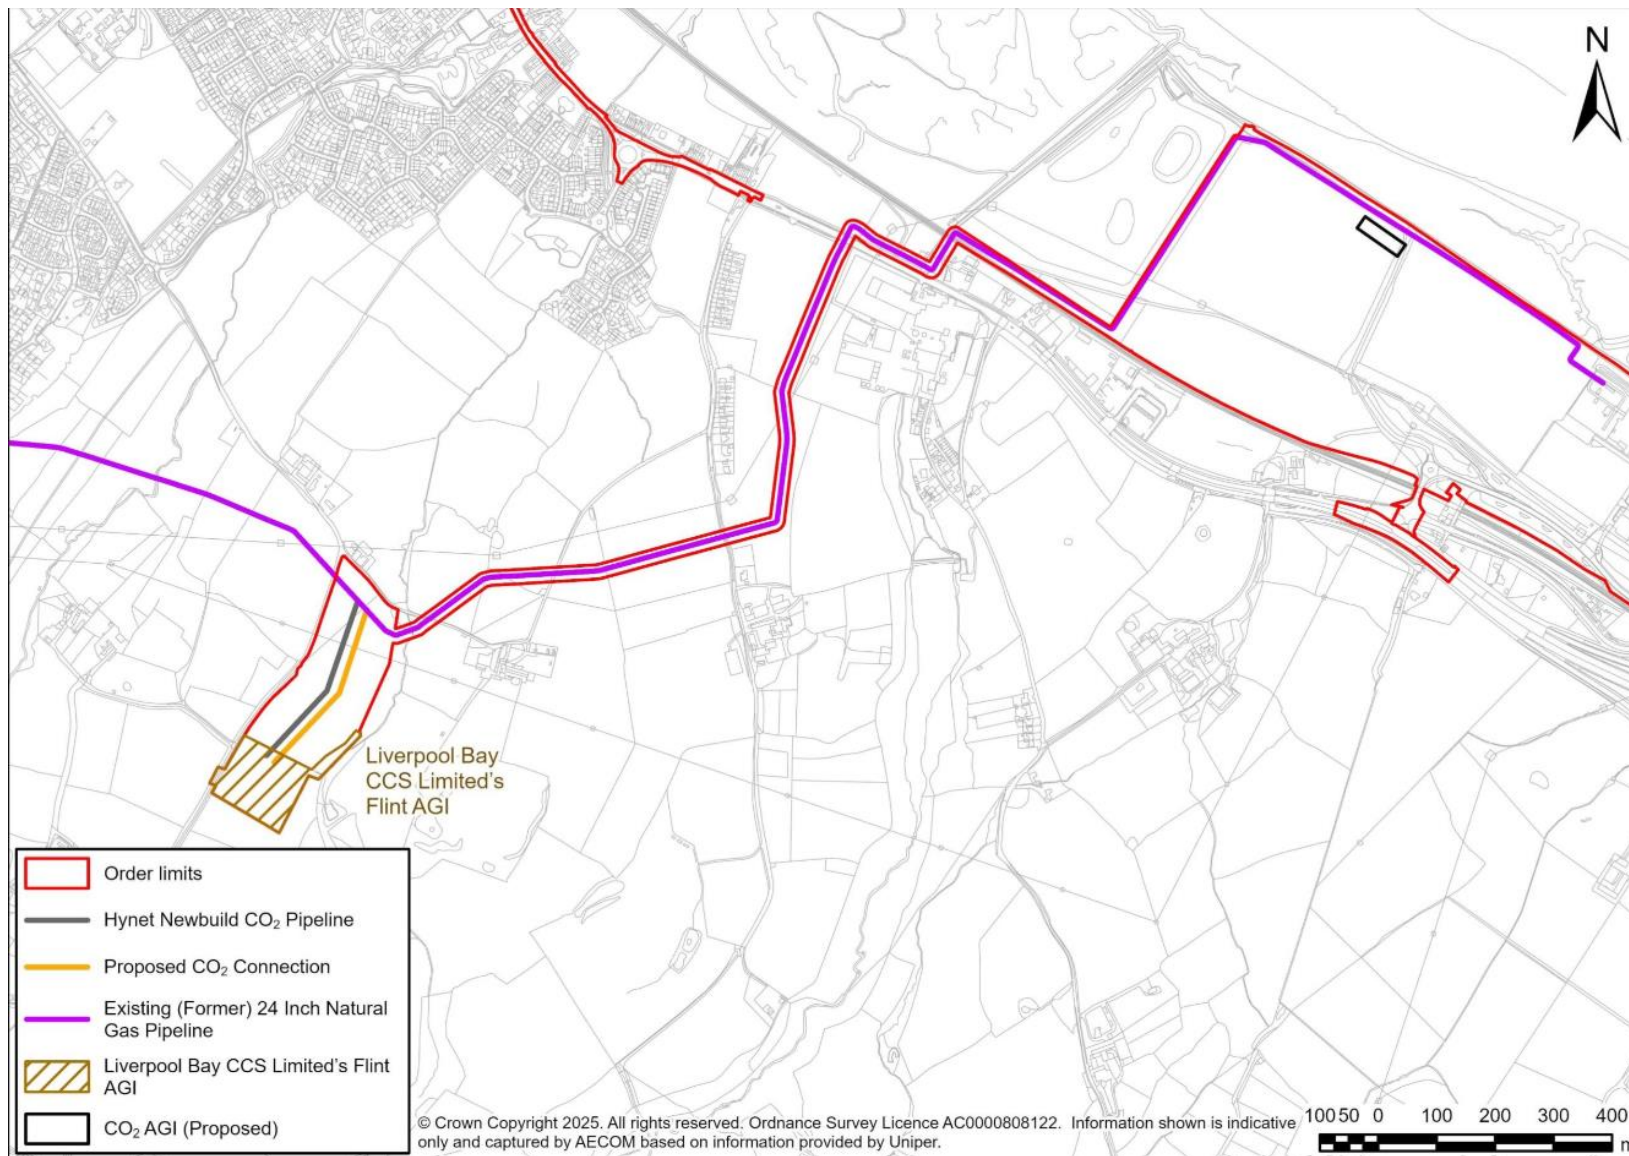 N
Liverpool Bay
CCS Limited's
Flint AGI
Order limits
Hynet Newbuild CO₂ Pipeline
Proposed CO₂ Connection
Existing (Former) 24 Inch Natural
Gas Pipeline
Liverpool Bay CCS Limited's Flint
AGI
CO₂ AGI (Proposed)
© Crown Copyright 2025. All rights reserved. Ordnance Survey Licence AC0000808122. Information shown is indicative
only and captured by AECOM based on information provided by Uniper.
100 50 0 100 200 300 400
m